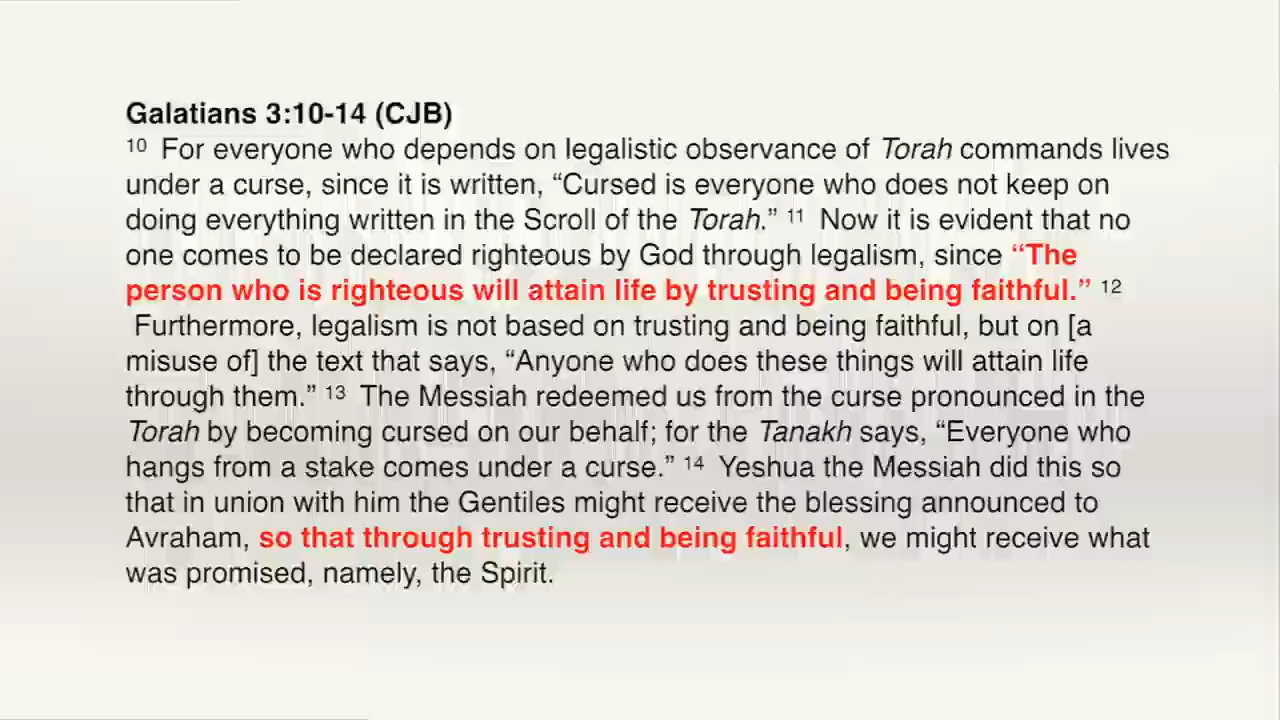 Galatians 3:10-14 (CJB)
10 For everyone who depends on legalistic observance of Torah commands lives
under a curse, since it is written, “Cursed is everyone who does not keep on
doing everything written in the Scroll of the Torah.” 11 Now it is evident that no
one comes to be declared righteous by God through legalism, since “The
person who is righteous will attain life by trusting and being faithful.” 12
Furthermore, legalism is not based on trusting and being faithful, but on [a
misuse of] the text that says, “Anyone who does these things will attain life
through them.” 13 The Messiah redeemed us from the curse pronounced in the
Torah by becoming cursed on our behalf; for the Tanakh says, “Everyone who
hangs from a stake comes under a curse.” 14 Yeshua the Messiah did this so
that in union with him the Gentiles might receive the blessing announced to
Avraham, so that through trusting and being faithful, we might receive what
was promised, namely, the Spirit.